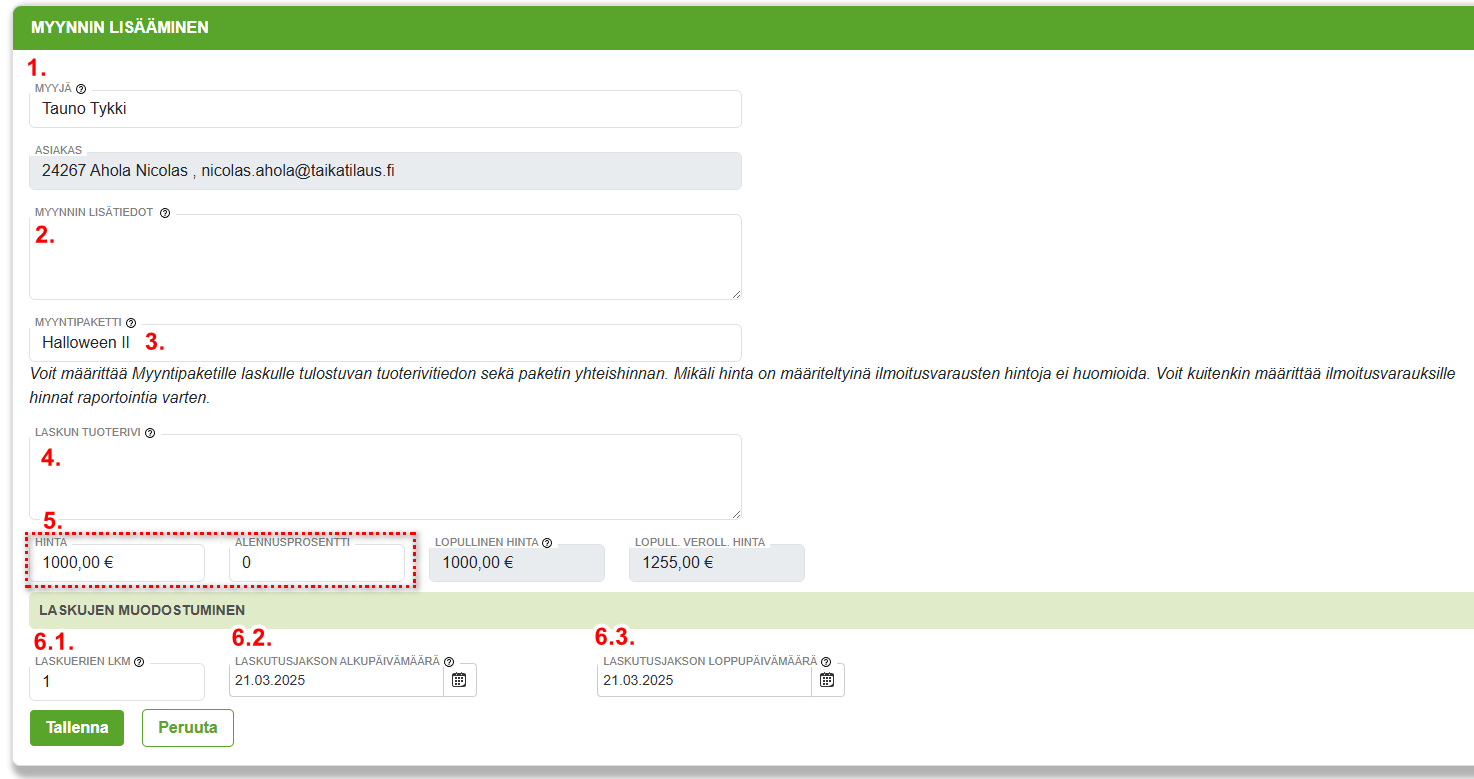 MYYNNIN LISÄÄMINEN
1.
MYYJÄ ?
Tauno Tykki
ASIAKAS
24267 Ahola Nicolas , nicolas.ahola@taikatilaus.fi
MYYNNIN LISÄTIEDOT ?
2.
MYYNTIPAKETTI ?
Halloween II 3.
Voit määrittää Myyntipaketille laskulle tulostuvan tuoterivitiedon sekä paketin yhteishinnan. Mikäli hinta on määriteltyinä ilmoitusvarausten hintoja ei huomioida. Voit kuitenkin määrittää ilmoitusvarauksille
hinnat raportointia varten.
LASKUN TUOTERIVI ?
4.
5.
HINTA ALENNUSPROSENTTI LOPULLINEN HINTA ? LOPULL. VEROLL. HINTA
1000,00 € 0 1000,00 € 1255,00 €
LASKUJEN MUODOSTUMINEN
6.1. 6.2. 6.3.
LASKUERIEN LKM ? LASKUTUSJAKSON ALKUPÄIVÄMÄÄRÄ ? LASKUTUSJAKSON LOPPUPÄIVÄMÄÄRÄ ?
1 21.03.2025 21.03.2025
Tallenna Peruuta